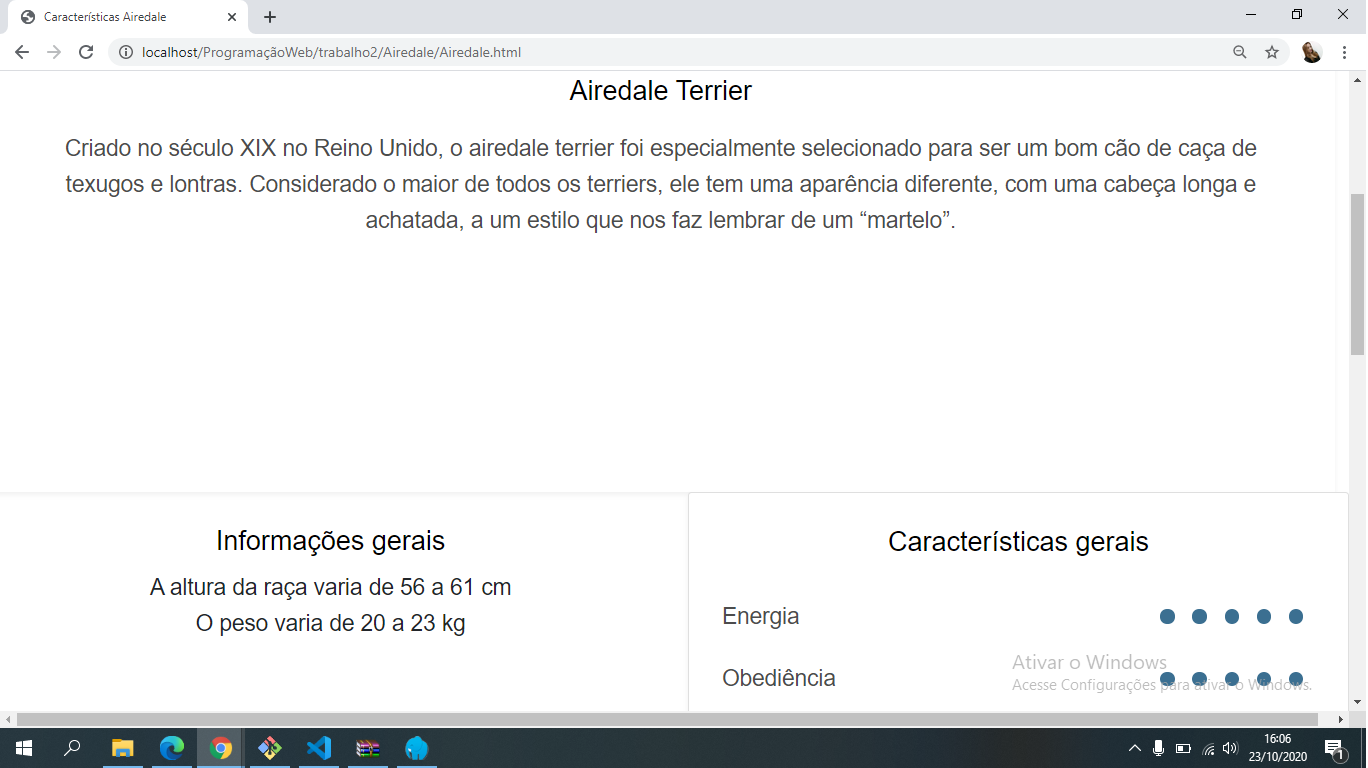 Características Airedale
localhost/ProgramaçãoWeb/trabalho2/Airedale/Airedale.html
Airedale Terrier
Criado no século XIX no Reino Unido, o airedale terrier foi especialmente selecionado para ser um bom cão de caça de
texugos e lontras. Considerado o maior de todos os terriers, ele tem uma aparência diferente, com uma cabeça longa e
achatada, a um estilo que nos faz lembrar de um “martelo”.
Informações gerais
A altura da raça varia de 56 a 61 cm
O peso varia de 20 a 23 kg
Características gerais
Energia
Obediência
Ativar o Windows
Acesse Configurações para ativar o Windows.
16:06
23/10/2020
1